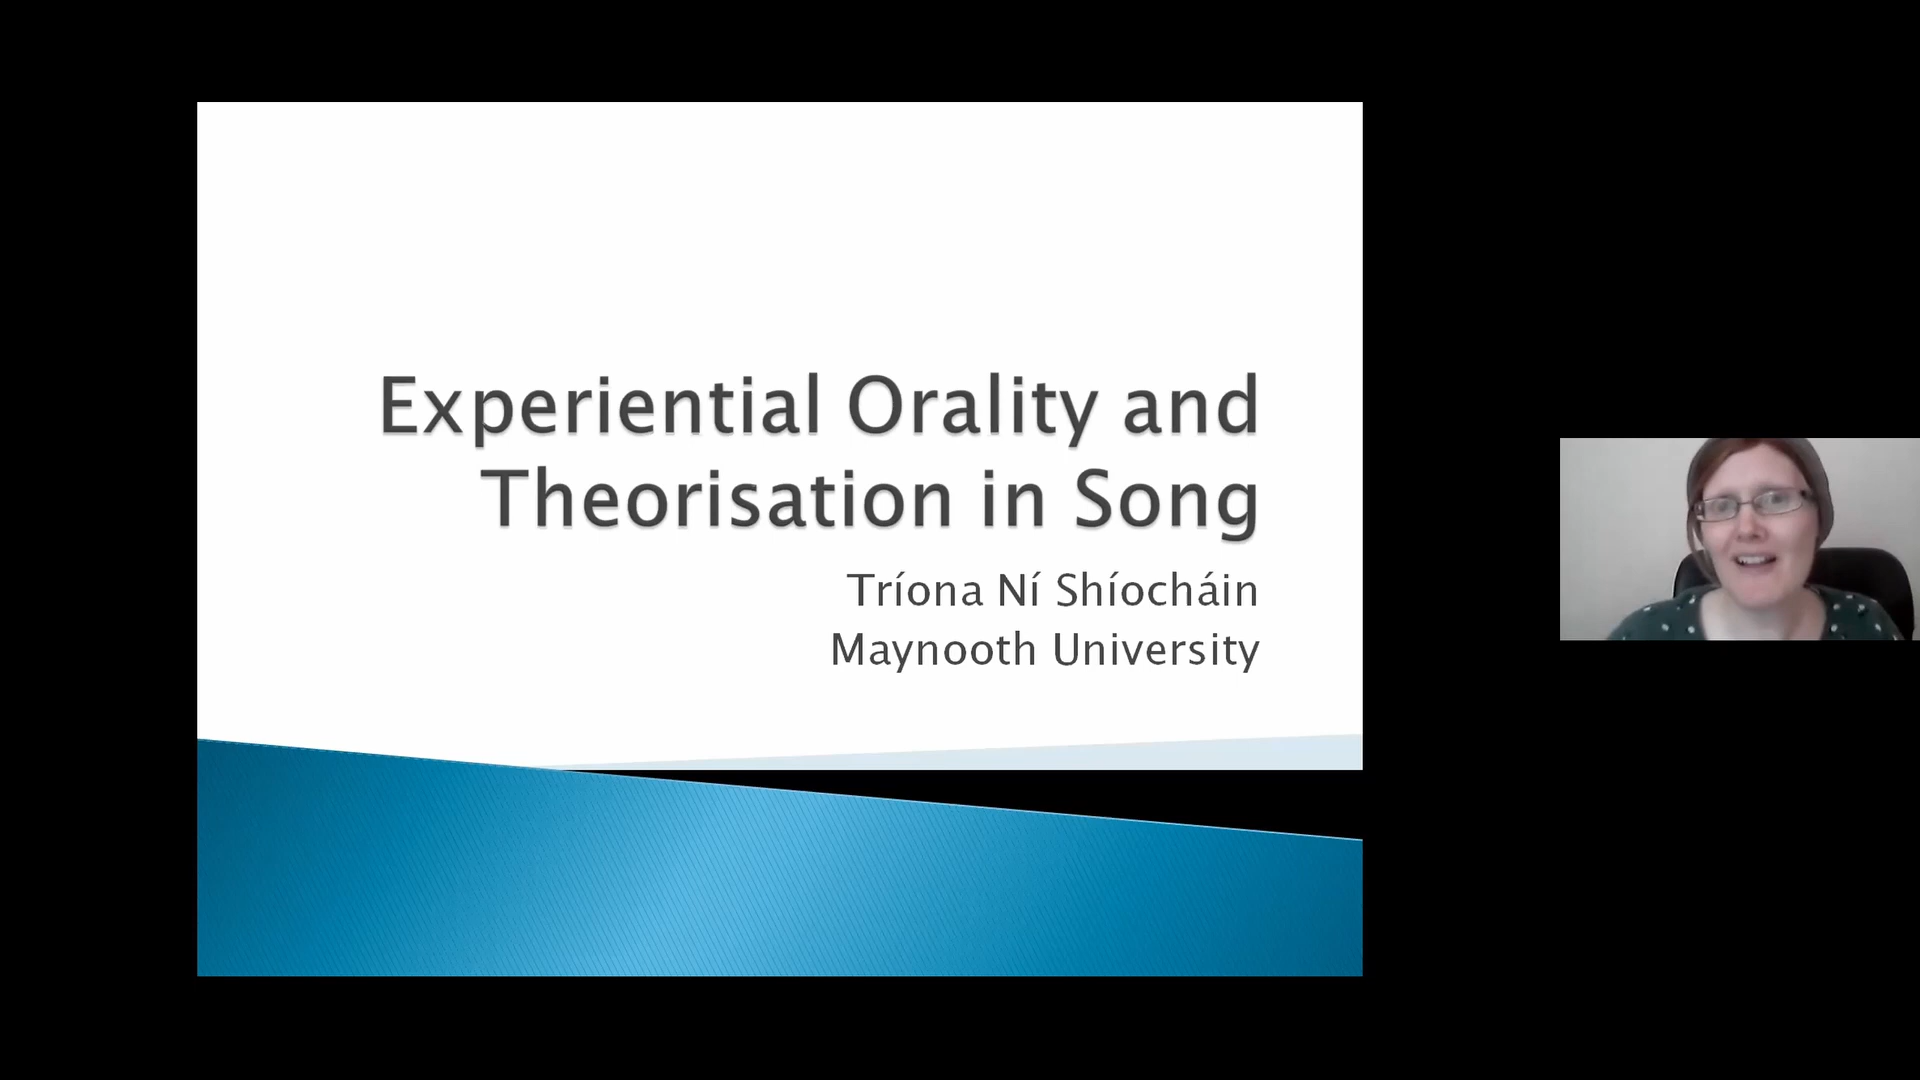 Experiential Orality and
Theorisation in Song
Tríona Ní Shíocháin
Maynooth University